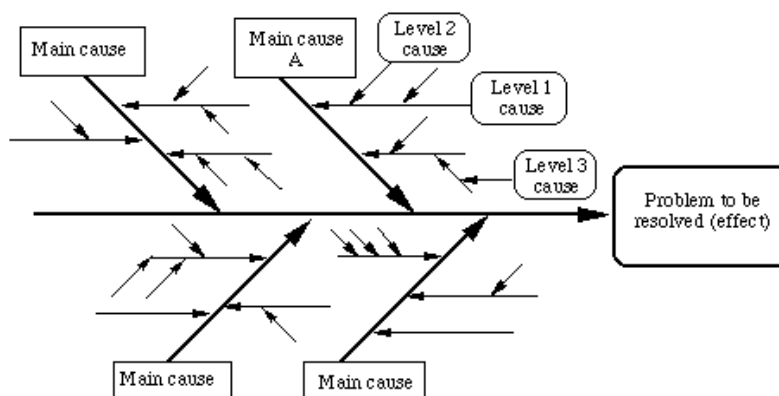 Main cause
Main cause
A
Level 2
cause
Level 1
cause
Level 3
cause
Problem to be
resolved (effect)
Main cause
Main cause